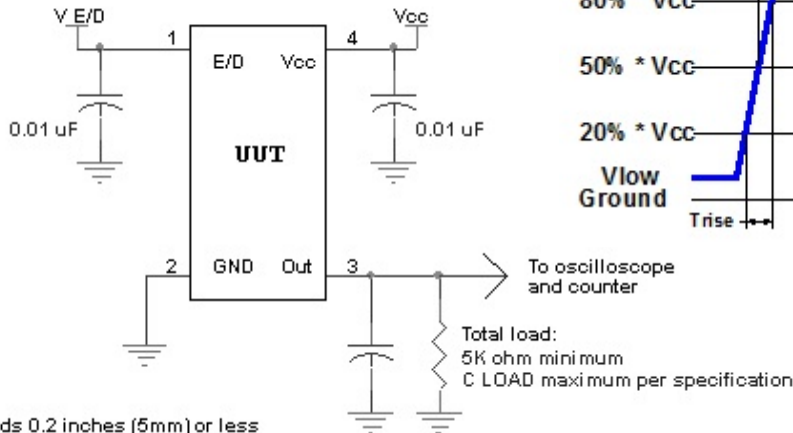 V E/D
1
E/D
Vcc
4
Vcc
0.01 uF
0.01 uF
UUT
2
GND
Out
3
To oscilloscope
and counter
Total load:
5K ohm minimum
C LOAD maximum per specification
80% * Vcc
50% * Vcc
20% * Vcc
Vlow
Ground
Trise
0.2 inches (5mm) or less